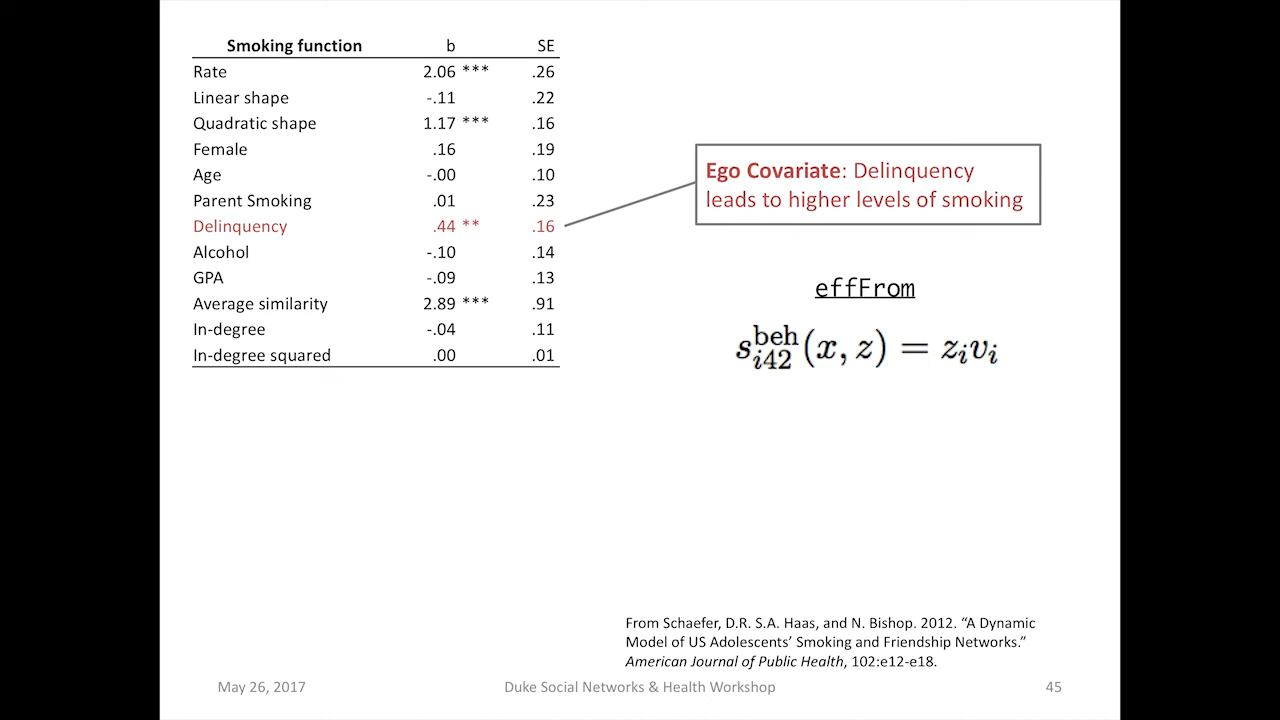 Smoking function b SE
Rate 2.06 *** .26
Linear shape -.11 .22
Quadratic shape 1.17 *** .16
Female .16 .19
Age -.00 .10
Parent Smoking .01 .23
Delinquency .44 ** .16
Alcohol -.10 .14
GPA -.09 .13
Average similarity 2.89 *** .91
In-degree -.04 .11
In-degree squared .00 .01
Ego Covariate: Delinquency
leads to higher levels of smoking
effFrom
s_{i42}^{beh}(x, z) = z_i v_i
From Schaefer, D.R. S.A. Haas, and N. Bishop. 2012. “A Dynamic
Model of US Adolescents’ Smoking and Friendship Networks.”
American Journal of Public Health, 102:e12-e18.
May 26, 2017 Duke Social Networks & Health Workshop 45